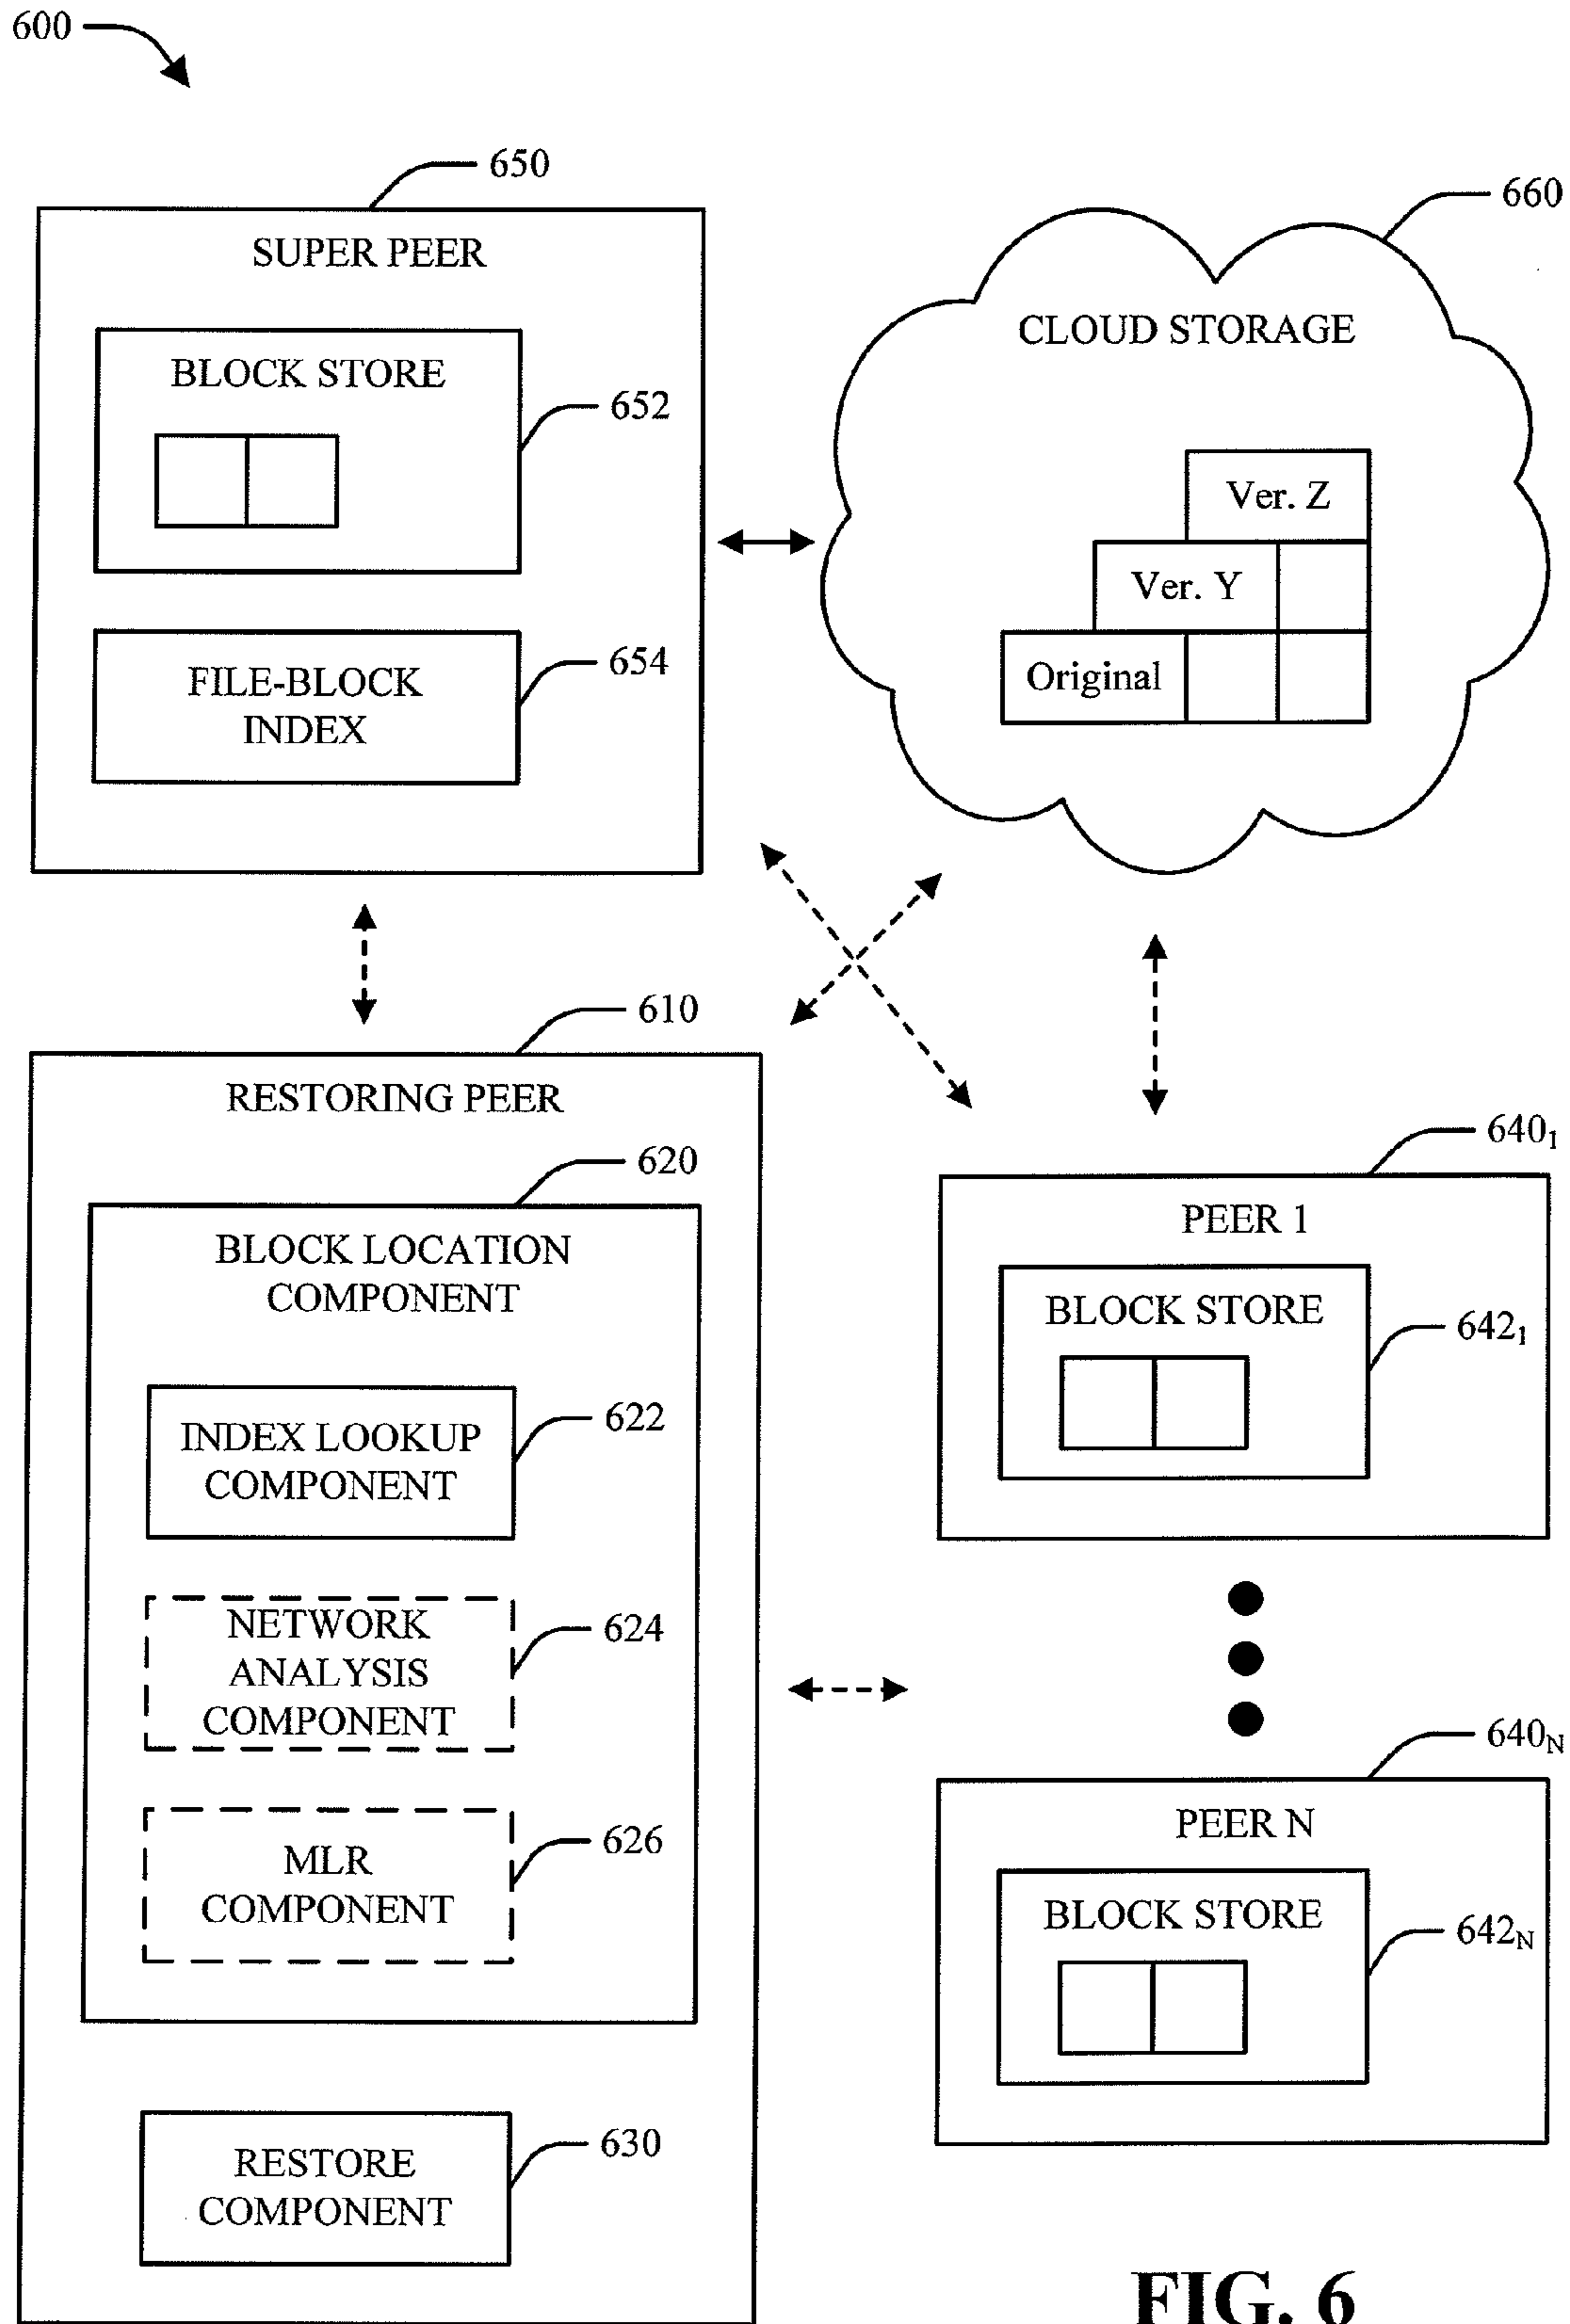 600
650
SUPER PEER
BLOCK STORE
652
FILE-BLOCK
INDEX
654
660
CLOUD STORAGE
Ver. Z
Ver. Y
Original
610
RESTORING PEER
620
BLOCK LOCATION
COMPONENT
INDEX LOOKUP
COMPONENT
622
NETWORK
ANALYSIS
COMPONENT
624
MLR
COMPONENT
626
RESTORE
COMPONENT
630
640₁
PEER 1
BLOCK STORE
642₁
640ₙ
PEER N
BLOCK STORE
642ₙ
FIG. 6